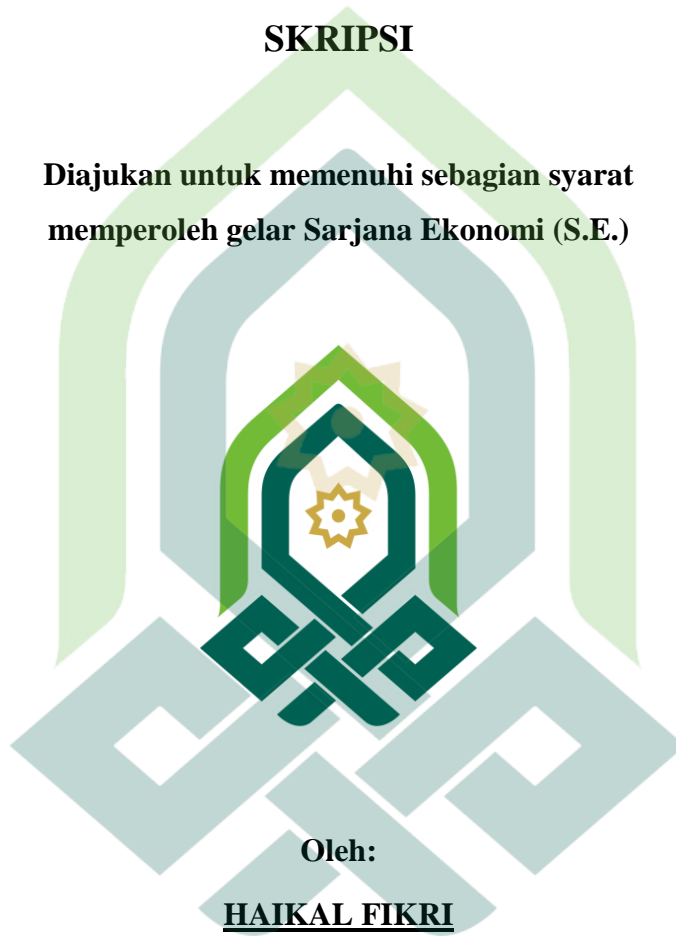 SKRIPSI
Diajukan untuk memenuhi sebagian syarat
memperoleh gelar Sarjana Ekonomi (S.E.)
Oleh:
HAIKAL FIKRI